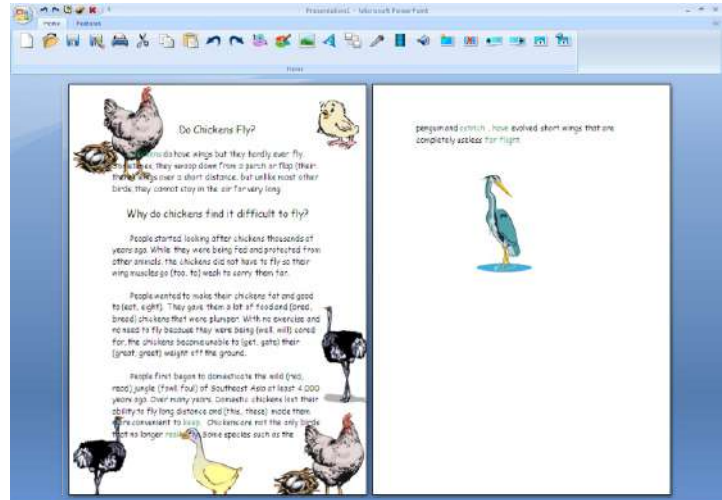 Presentation1 - Microsoft PowerPoint
Home
Do Chickens Fly?
do have wings but they hardly ever fly.
they swoop down from a perch or flap (their
wings over a short distance, but unlike most other
birds, they cannot stay in the air for very long.
Why do chickens find it difficult to fly?
People started looking after chickens thousands of
years ago. While they were being fed and protected from
other animals, the chickens did not have to fly so their
wing muscles go (too, to) weak to carry them far.
People wanted to make their chickens fat and good
to (eat, eight). They gave them a lot of food and (bred,
bread) chickens that were plumper. With no exercise and
no need to fly because they were being (well, will) cared
for, the chickens became unable to (get, gate) their
(great, greet) weight off the ground.
People first began to domesticate the wild (red,
read) jungle (fowl, foul) of Southeast Asia at least 4,000
years ago. Over many years, Domestic chickens lost their
ability to fly long distance and (this, these) made them
more convenient to keep. Chickens are not the only birds
that no longer fly. Some species such as the
penguin and ostrich , have evolved short wings that are
completely useless for flight